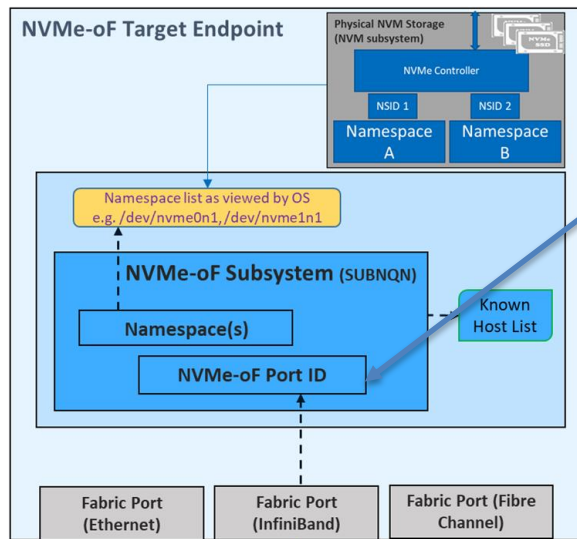 NVMe-oF Target Endpoint
Physical NVM Storage
(NVM subsystem)
NVMe
SSD
NVMe Controller
NSID 1
NSID 2
Namespace
A
Namespace
B
Namespace list as viewed by OS
e.g. /dev/nvme0n1,/dev/nvme1n1
NVMe-oF Subsystem (SUBNQN)
Namespace(s)
Known
Host List
NVMe-oF Port ID
Fabric Port
(Ethernet)
Fabric Port
(InfiniBand)
Fabric Port (Fibre
Channel)